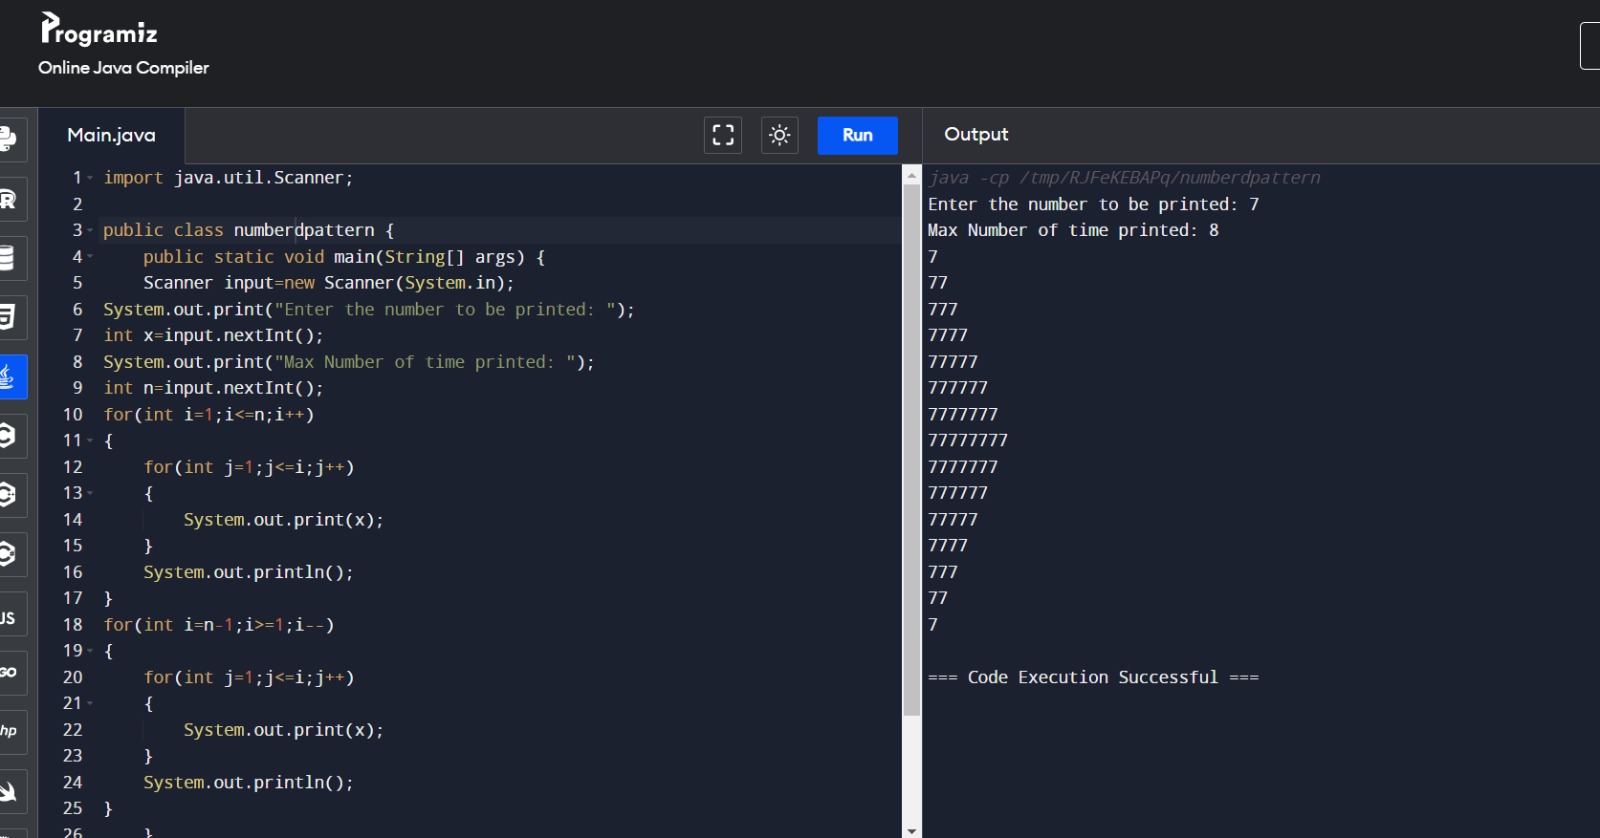 Programiz
Online Java Compiler
Main.java
Run
Output
1 import java.util.Scanner;
2
3 public class numberdpattern {
4     public static void main(String[] args) {
5     Scanner input=new Scanner(System.in);
6 System.out.print("Enter the number to be printed: ");
7 int x=input.nextInt();
8 System.out.print("Max Number of time printed: ");
9 int n=input.nextInt();
10 for(int i=1;i<=n;i++)
11 {
12     for(int j=1;j<=i;j++)
13     {
14         System.out.print(x);
15     }
16     System.out.println();
17 }
18 for(int i=n-1;i>=1;i--)
19 {
20     for(int j=1;j<=i;j++)
21     {
22         System.out.print(x);
23     }
24     System.out.println();
25 }
26     }
java -cp /tmp/RJFeKEBAPq/numberdpattern
Enter the number to be printed: 7
Max Number of time printed: 8
7
77
777
7777
77777
777777
7777777
77777777
7777777
777777
77777
7777
777
77
7
=== Code Execution Successful ===
R
5
C
JS
GO
hp